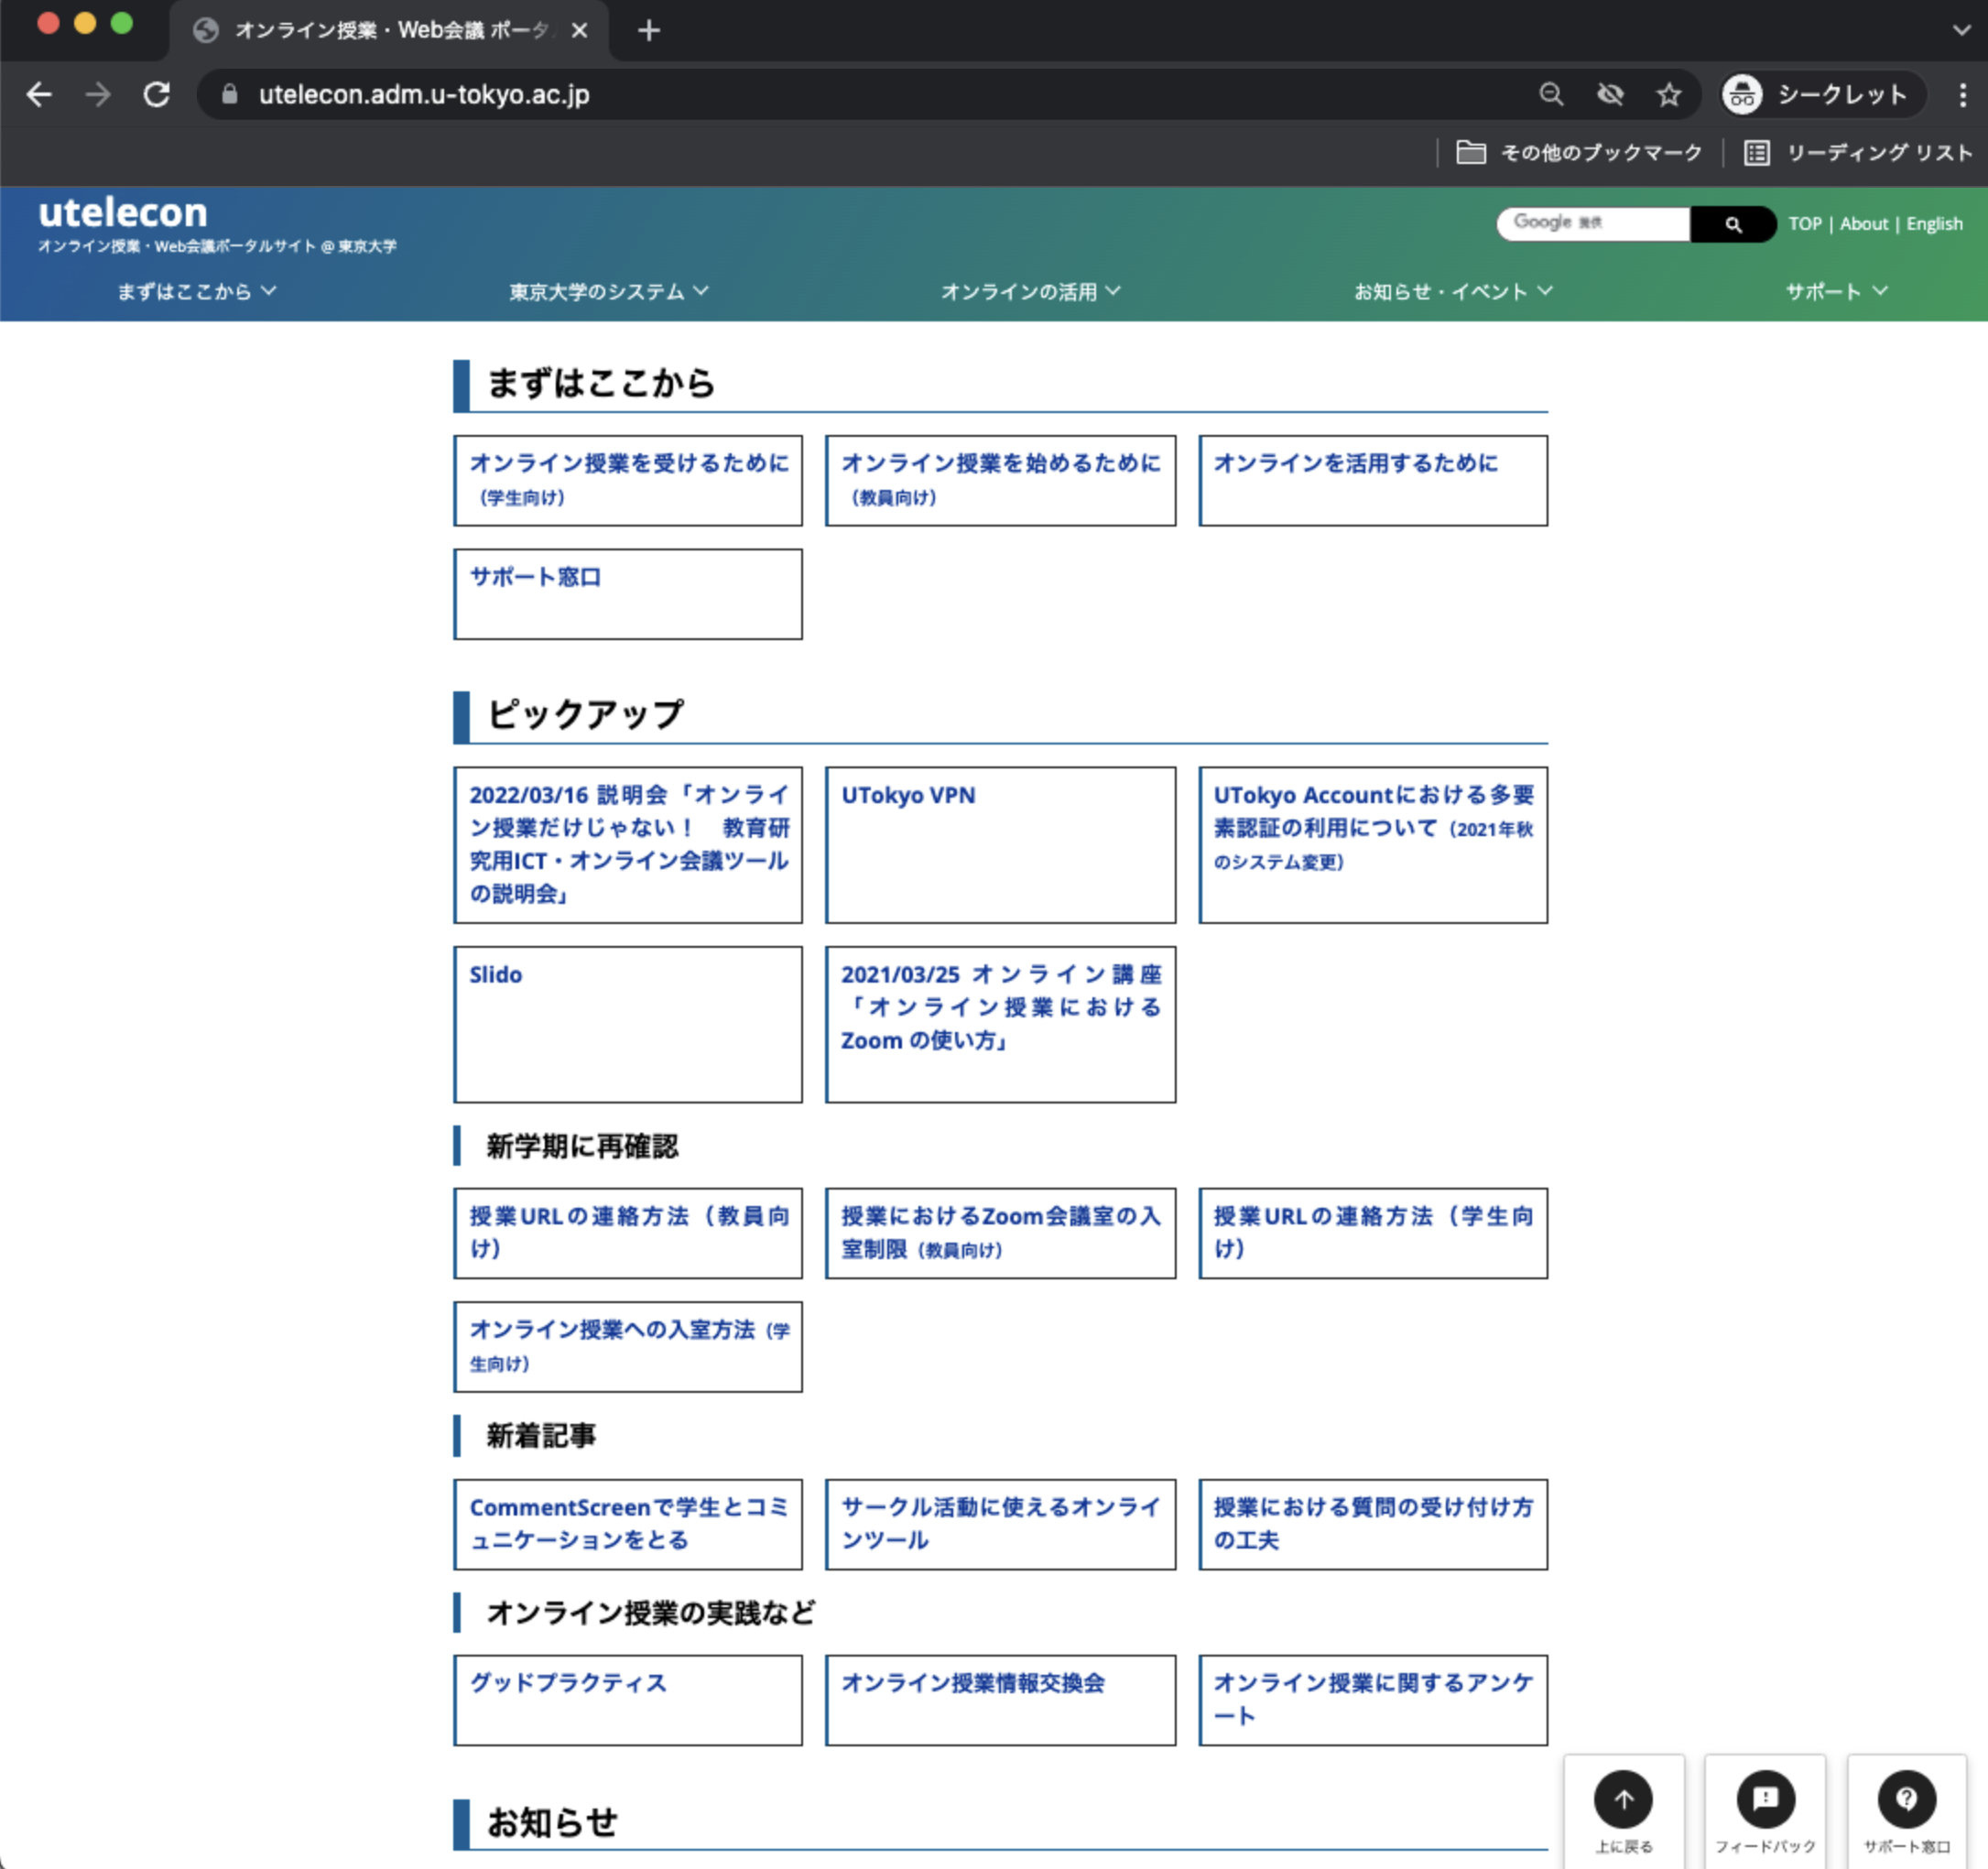 オンライン授業・Web会議 ポータ
utelecon.adm.u-tokyo.ac.jp
シークレット
その他のブックマーク
リーディング リスト
utelecon
オンライン授業・Web会議ポータルサイト @ 東京大学
Google 提供
TOP | About | English
まずはここから
東京大学のシステム
オンラインの活用
お知らせ・イベント
サポート
まずはここから
オンライン授業を受けるために
（学生向け）
オンライン授業を始めるために
（教員向け）
オンラインを活用するために
サポート窓口
ピックアップ
2022/03/16 説明会「オンライ
ン授業だけじゃない！　教育研
究用ICT・オンライン会議ツール
の説明会」
UTokyo VPN
UTokyo Accountにおける多要
素認証の利用について（2021年秋
のシステム変更）
Slido
2021/03/25 オンライン講座
「オンライン授業における
Zoom の使い方」
新学期に再確認
授業URLの連絡方法（教員向
け）
授業におけるZoom会議室の入
室制限（教員向け）
授業URLの連絡方法（学生向
け）
オンライン授業への入室方法（学
生向け）
新着記事
CommentScreenで学生とコミ
ュニケーションをとる
サークル活動に使えるオンライ
ンツール
授業における質問の受け付け方
の工夫
オンライン授業の実践など
グッドプラクティス
オンライン授業情報交換会
オンライン授業に関するアンケ
ート
お知らせ
上に戻る
フィードバック
サポート窓口